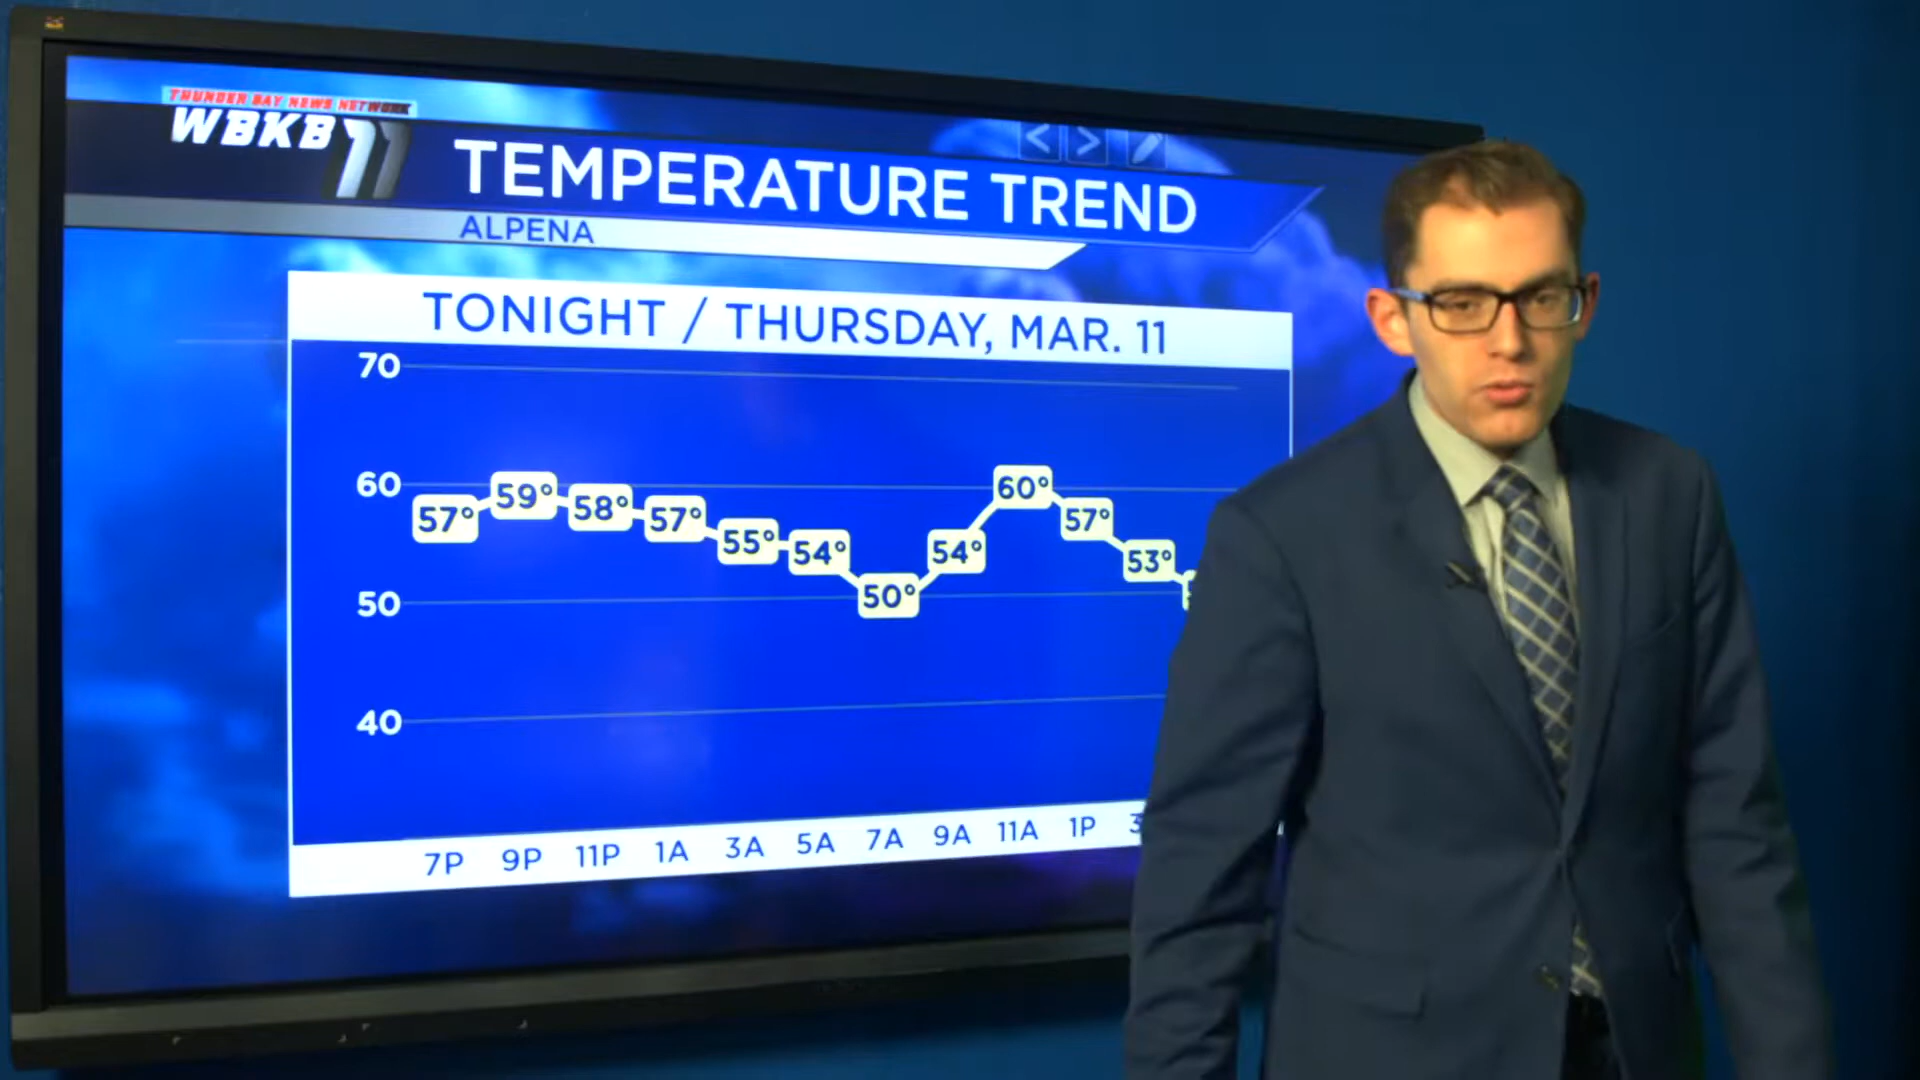 THUNDER BAY NEWS NETWORK
WBKB 11
TEMPERATURE TREND
ALPENA
TONIGHT / THURSDAY, MAR. 11
70
60
50
40
57° 59° 58° 57° 55° 54° 50° 54° 60° 57° 53°
7P 9P 11P 1A 3A 5A 7A 9A 11A 1P